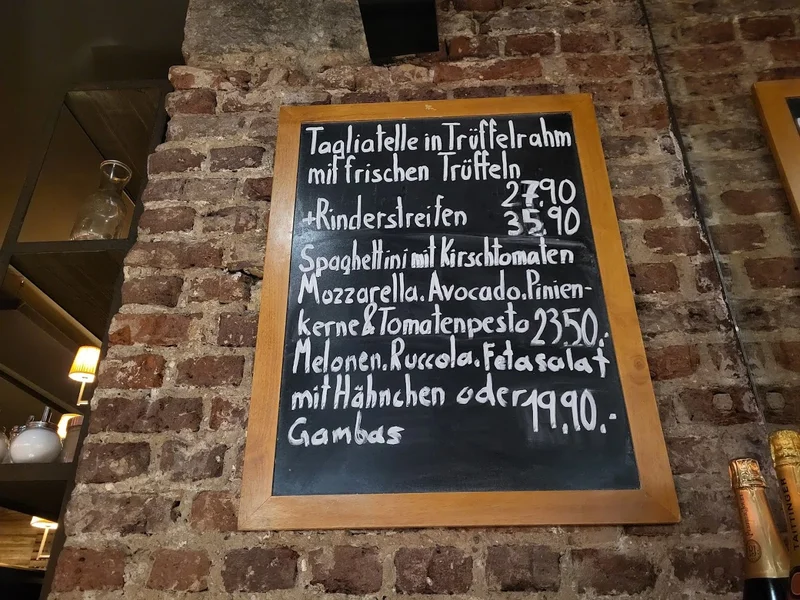 Tagliatelle in Trüffelrahm
mit frischen Trüffeln
27,90
+Rinderstreifen 35,90
Spaghettini mit Kirschtomaten
Mozzarella. Avocado. Pinien-
kerne & Tomatenpesto 23.50.-
Melonen. Ruccola. Fetasalat
mit Hähnchen oder 19.90.-
Gambas
TAITTINGER